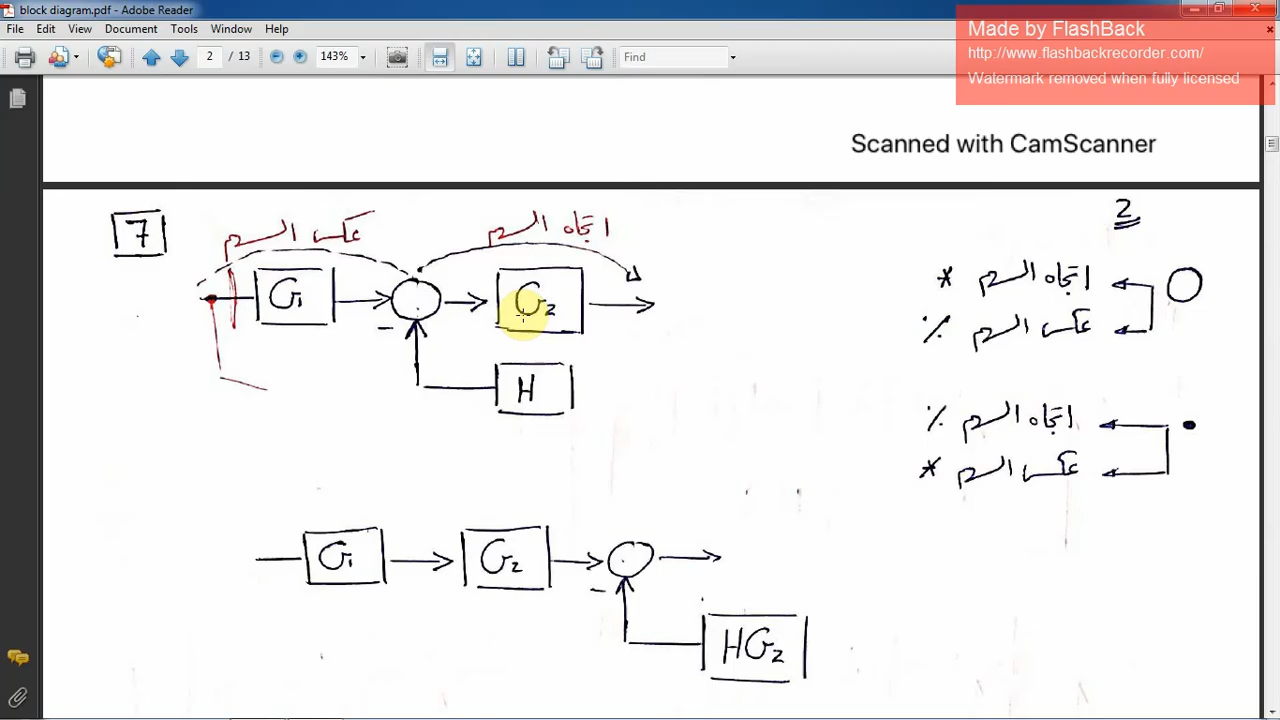 block diagram.pdf - Adobe Reader
File Edit View Document Tools Window Help
2 / 13 143% Find
Made by FlashBack
http://www.flashbackrecorder.com/
Watermark removed when fully licensed
Scanned with CamScanner
7
عكس السهم
اتجاه السهم
2
G1
G2
-
H
اتجاه السهم *
عكس السهم ٪
اتجاه السهم ٪
عكس السهم *
G1
G2
-
HG2